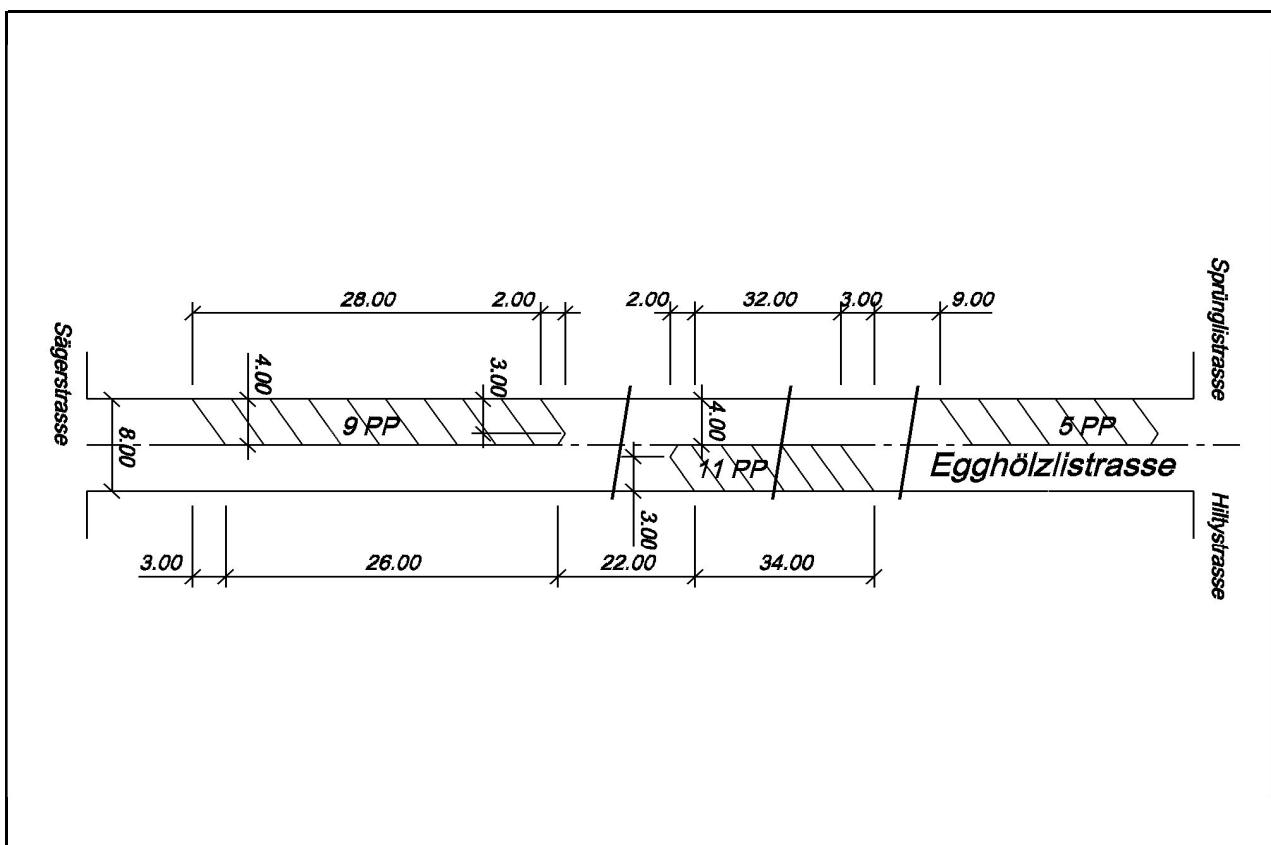 Sprünglistrasse
28.00
2.00
2.00
32.00
3.00
9.00
Sägerstrasse
4.00
3.00
4.00
8.00
9 PP
5 PP
11 PP
Egghölzlistrasse
Hiltystrasse
3.00
3.00
26.00
22.00
34.00